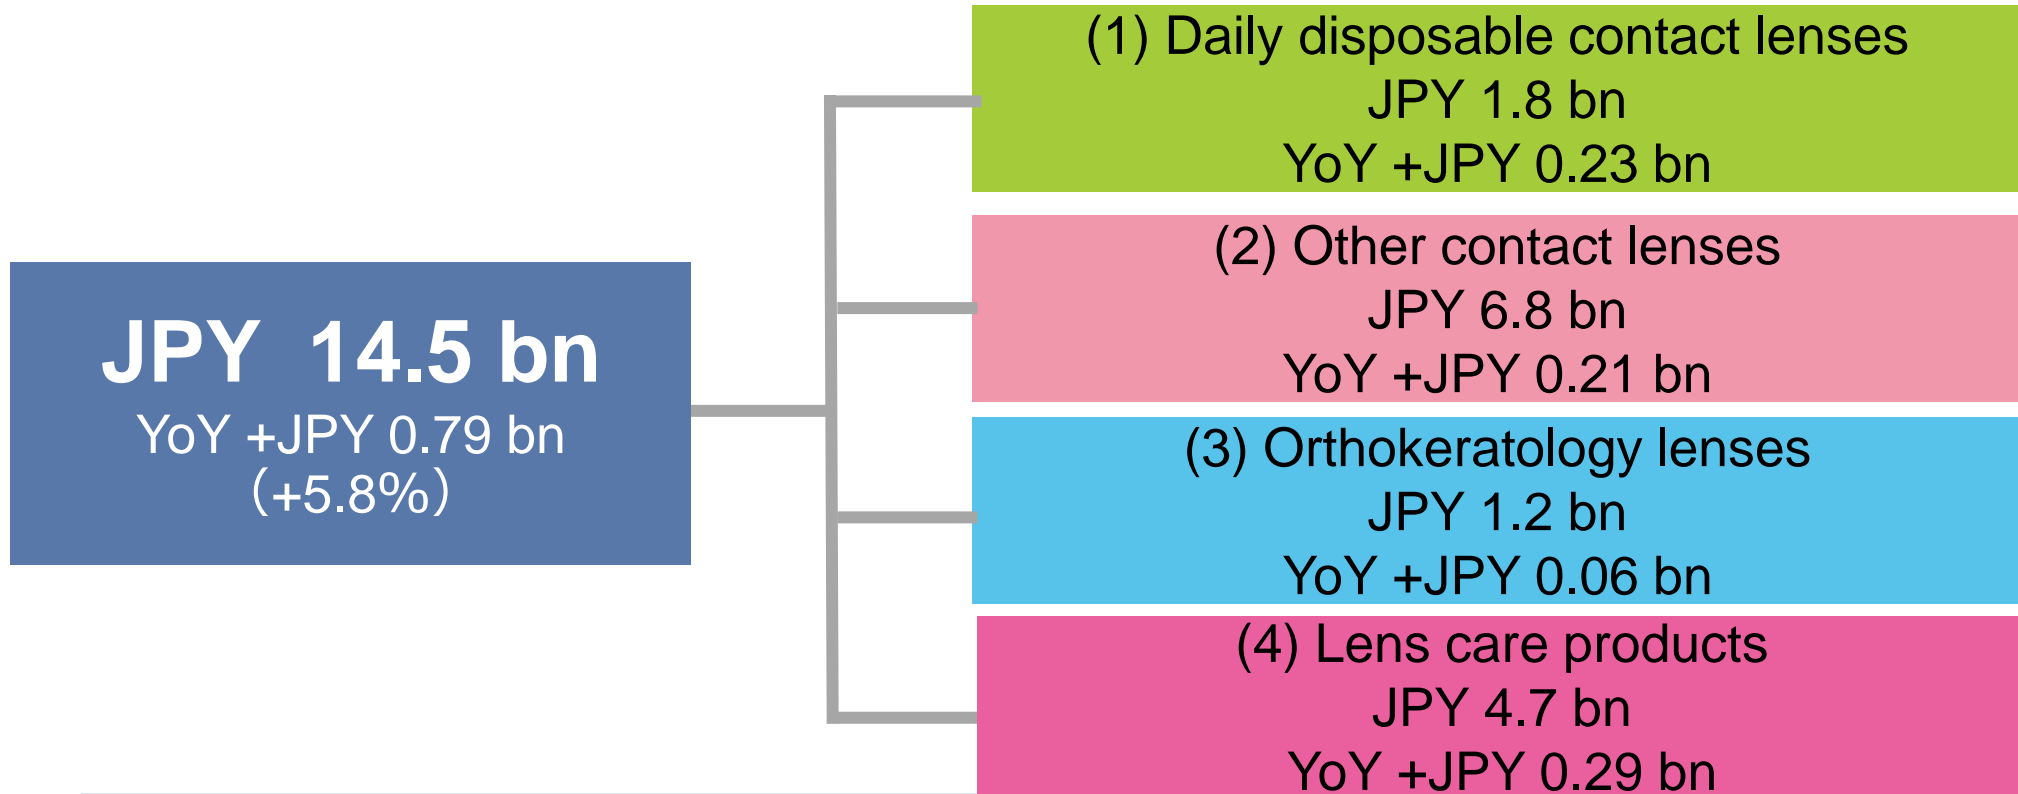 JPY 14.5 bn
YoY +JPY 0.79 bn
（+5.8%）
(1) Daily disposable contact lenses
JPY 1.8 bn
YoY +JPY 0.23 bn
(2) Other contact lenses
JPY 6.8 bn
YoY +JPY 0.21 bn
(3) Orthokeratology lenses
JPY 1.2 bn
YoY +JPY 0.06 bn
(4) Lens care products
JPY 4.7 bn
YoY +JPY 0.29 bn